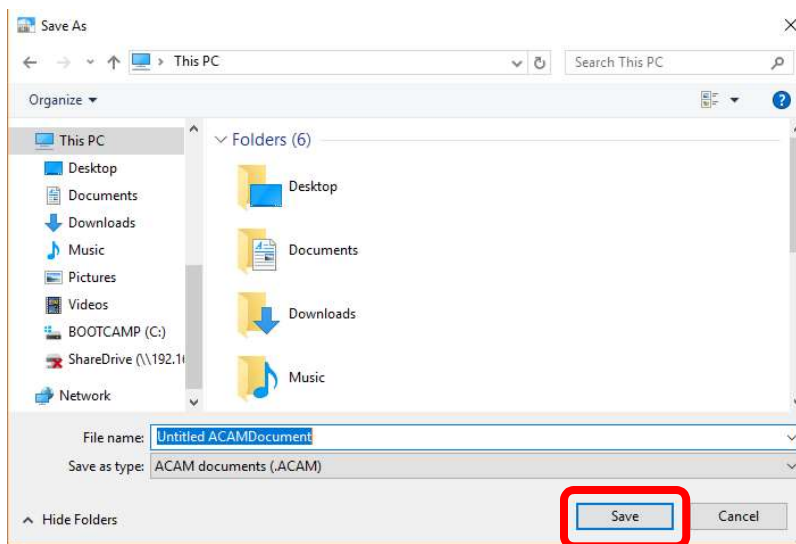 Save As
This PC
Search This PC
Organize
This PC
Desktop
Documents
Downloads
Music
Pictures
Videos
BOOTCAMP (C:)
ShareDrive (\\192.16
Network
Folders (6)
Desktop
Documents
Downloads
Music
File name: Untitled ACAMDocument
Save as type: ACAM documents (.ACAM)
Hide Folders
Save Cancel